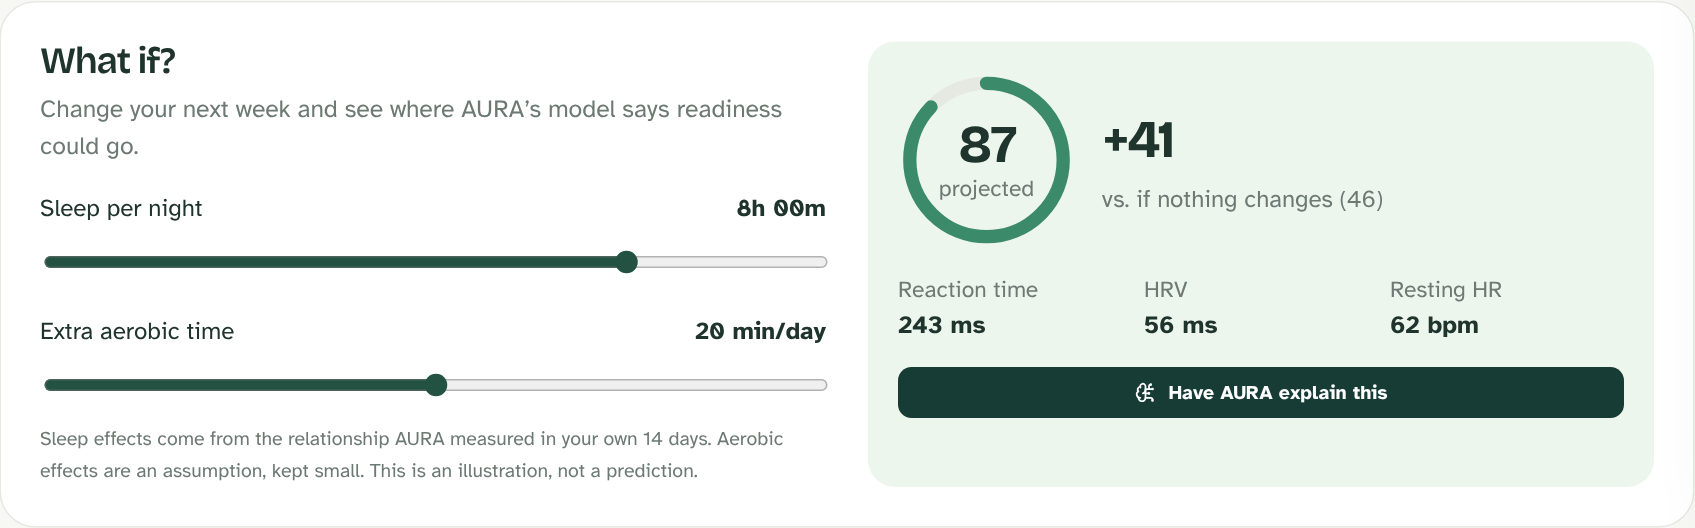 What if?
Change your next week and see where AURA’s model says readiness
could go.
Sleep per night
8h 00m
Extra aerobic time
20 min/day
Sleep effects come from the relationship AURA measured in your own 14 days. Aerobic
effects are an assumption, kept small. This is an illustration, not a prediction.
87
projected
+41
vs. if nothing changes (46)
Reaction time
243 ms
HRV
56 ms
Resting HR
62 bpm
Have AURA explain this